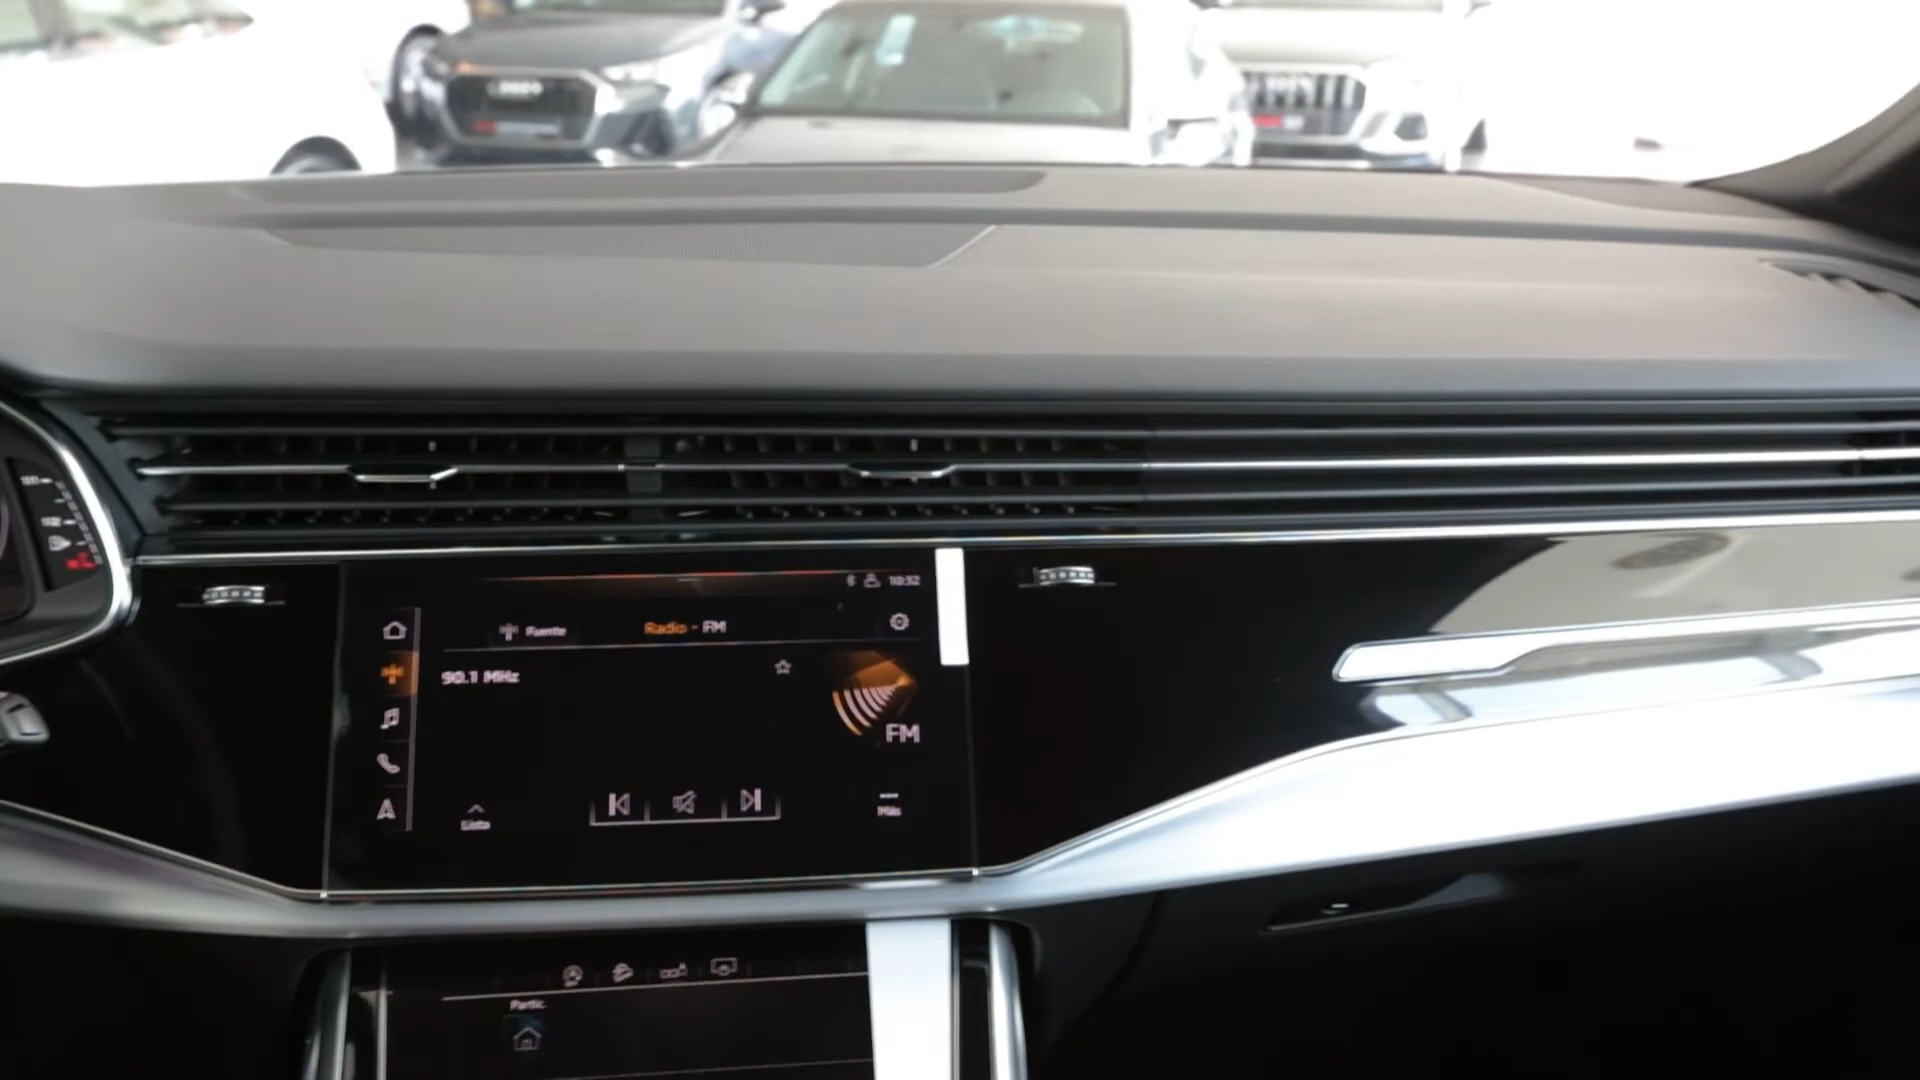 10:32
Fuente
Radio - FM
90.1 MHz
FM
Lista
Más
Partic.